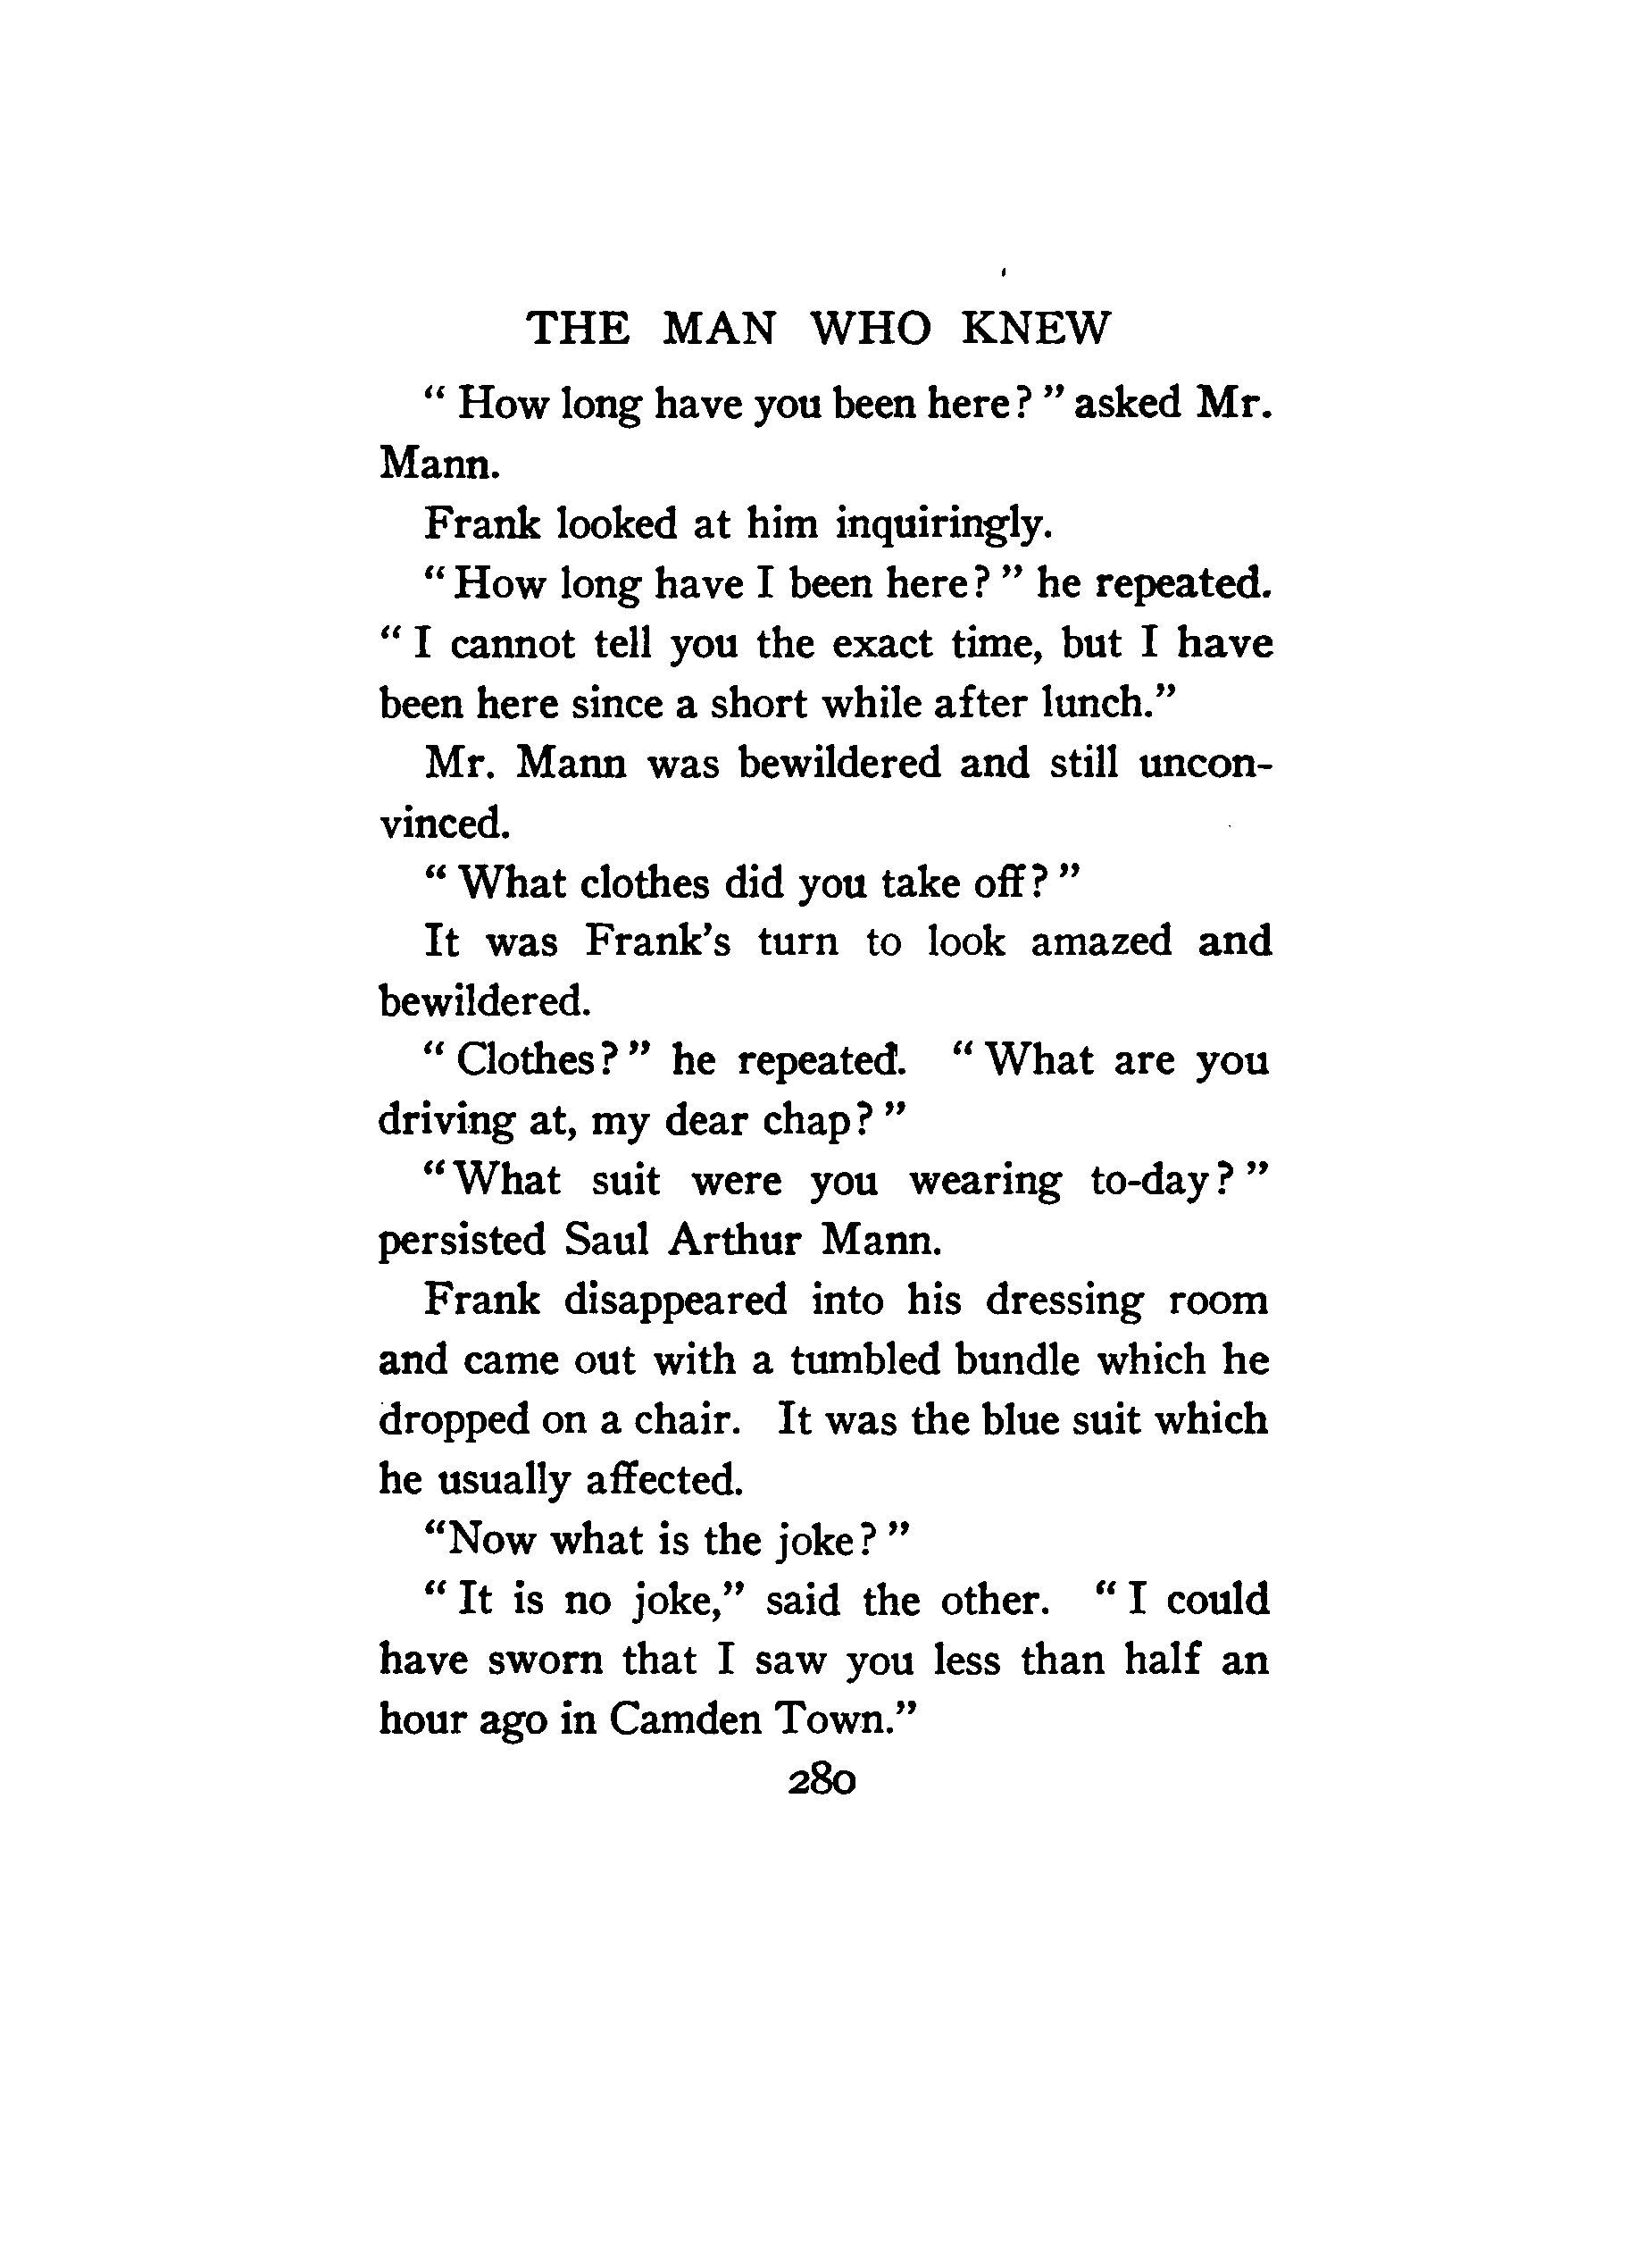 THE MAN WHO KNEW
“ How long have you been here? ” asked Mr.
Mann.
Frank looked at him inquiringly.
“ How long have I been here? ” he repeated.
“ I cannot tell you the exact time, but I have
been here since a short while after lunch.”
Mr. Mann was bewildered and still uncon-
vinced.
“ What clothes did you take off? ”
It was Frank’s turn to look amazed and
bewildered.
“ Clothes? ” he repeated. “ What are you
driving at, my dear chap? ”
“What suit were you wearing to-day? ”
persisted Saul Arthur Mann.
Frank disappeared into his dressing room
and came out with a tumbled bundle which he
dropped on a chair. It was the blue suit which
he usually affected.
“Now what is the joke? ”
“ It is no joke,” said the other. “ I could
have sworn that I saw you less than half an
hour ago in Camden Town.”
280